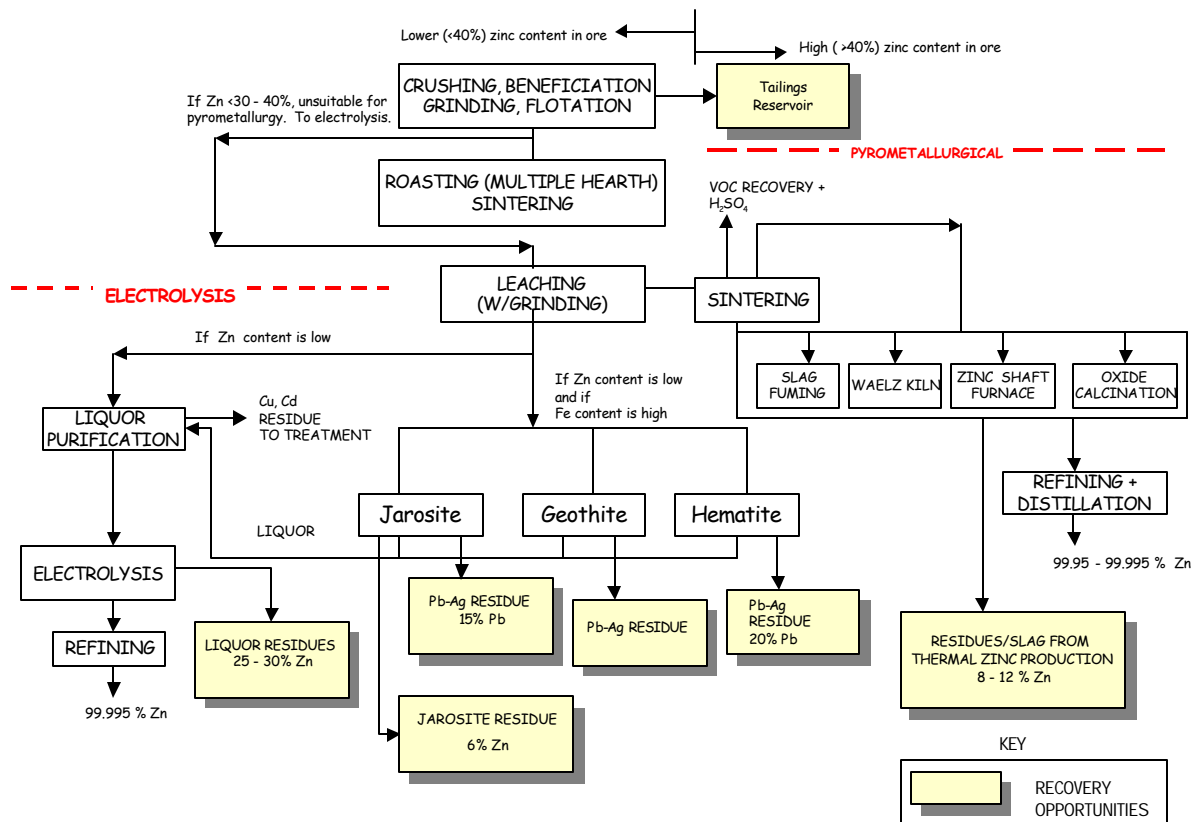 Lower (<40%) zinc content in ore
High ( >40%) zinc content in ore
CRUSHING, BENEFICIATION
GRINDING, FLOTATION
Tailings
Reservoir
If Zn <30 - 40%, unsuitable for
pyrometallurgy. To electrolysis.
PYROMETALLURGICAL
ROASTING (MULTIPLE HEARTH)
SINTERING
VOC RECOVERY +
H₂SO₄
LEACHING
(W/GRINDING)
SINTERING
ELECTROLYSIS
If Zn content is low
SLAG
FUMING
WAELZ KILN
ZINC SHAFT
FURNACE
OXIDE
CALCINATION
If Zn content is low
and if
Fe content is high
LIQUOR
PURIFICATION
Cu, Cd
RESIDUE
TO TREATMENT
Jarosite
Geothite
Hematite
REFINING +
DISTILLATION
LIQUOR
99.95 - 99.995 % Zn
ELECTROLYSIS
Pb-Ag RESIDUE
15% Pb
Pb-Ag RESIDUE
Pb-Ag
RESIDUE
20% Pb
REFINING
LIQUOR RESIDUES
25 - 30% Zn
RESIDUES/SLAG FROM
THERMAL ZINC PRODUCTION
8 - 12 % Zn
99.995 % Zn
JAROSITE RESIDUE
6% Zn
KEY
RECOVERY
OPPORTUNITIES